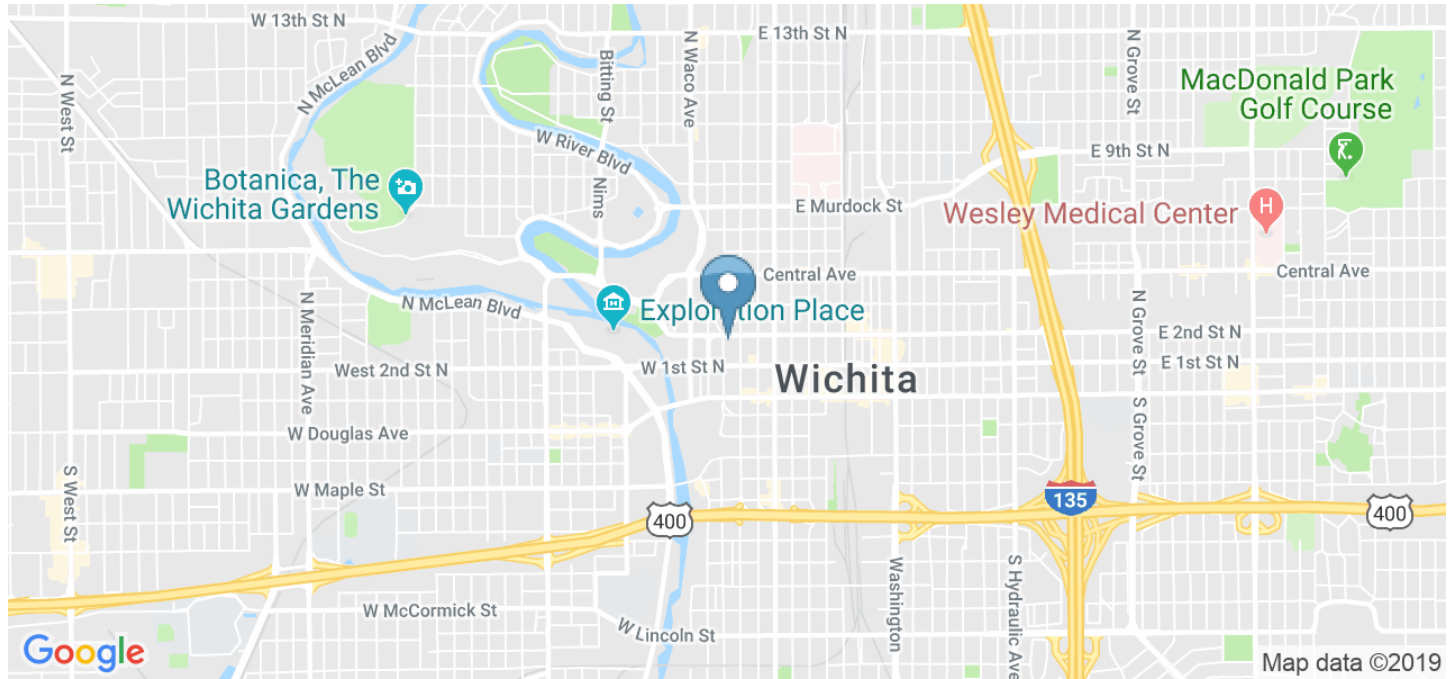 W 13th St N
E 13th St N
N McLean Blvd
Bitting St
N Waco Ave
N Grove St
MacDonald Park
Golf Course
N West St
W River Blvd
E 9th St N
Botanica, The
Wichita Gardens
Nims
E Murdock St
Wesley Medical Center
H
Central Ave
Central Ave
N McLean Blvd
N Meridian Ave
Exploration Place
N Grove St
E 2nd St N
West 2nd St N
W 1st St N
E 1st St N
Wichita
W Douglas Ave
S Grove St
S West St
W Maple St
135
400
400
W McCormick St
Washington
S Hydraulic Ave
W Lincoln St
Google
Map data ©2019